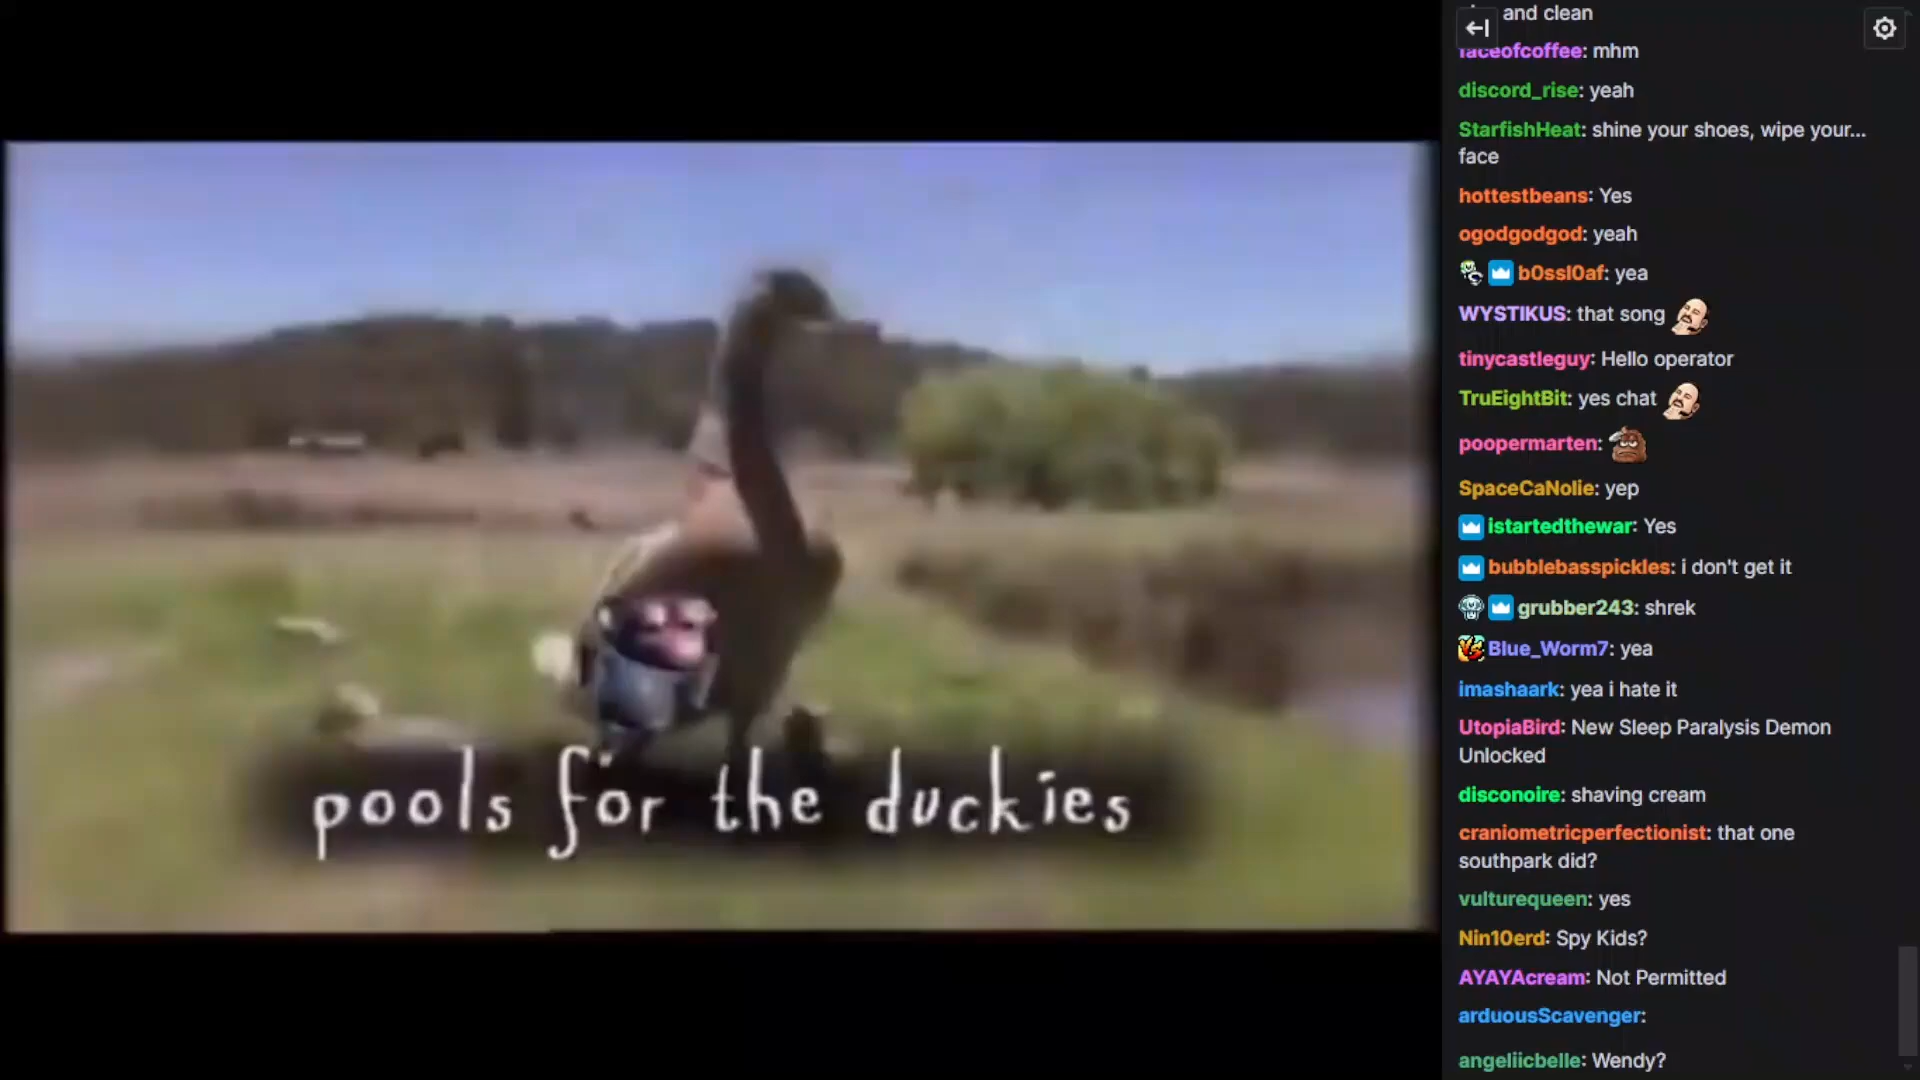 and clean
faceofcoffee: mhm
discord_rise: yeah
StarfishHeat: shine your shoes, wipe your...
face
hottestbeans: Yes
ogodgodgod: yeah
b0ssl0af: yea
WYSTIKUS: that song
tinycastleguy: Hello operator
TruEightBit: yes chat
poopermarten:
SpaceCaNolie: yep
istartedthewar: Yes
bubblebasspickles: i don't get it
grubber243: shrek
Blue_Worm7: yea
imashaark: yea i hate it
UtopiaBird: New Sleep Paralysis Demon
Unlocked
disconoire: shaving cream
craniometricperfectionist: that one
southpark did?
vulturequeen: yes
Nin10erd: Spy Kids?
AYAYAcream: Not Permitted
arduousScavenger:
angeliicbelle: Wendy?
pools for the duckies